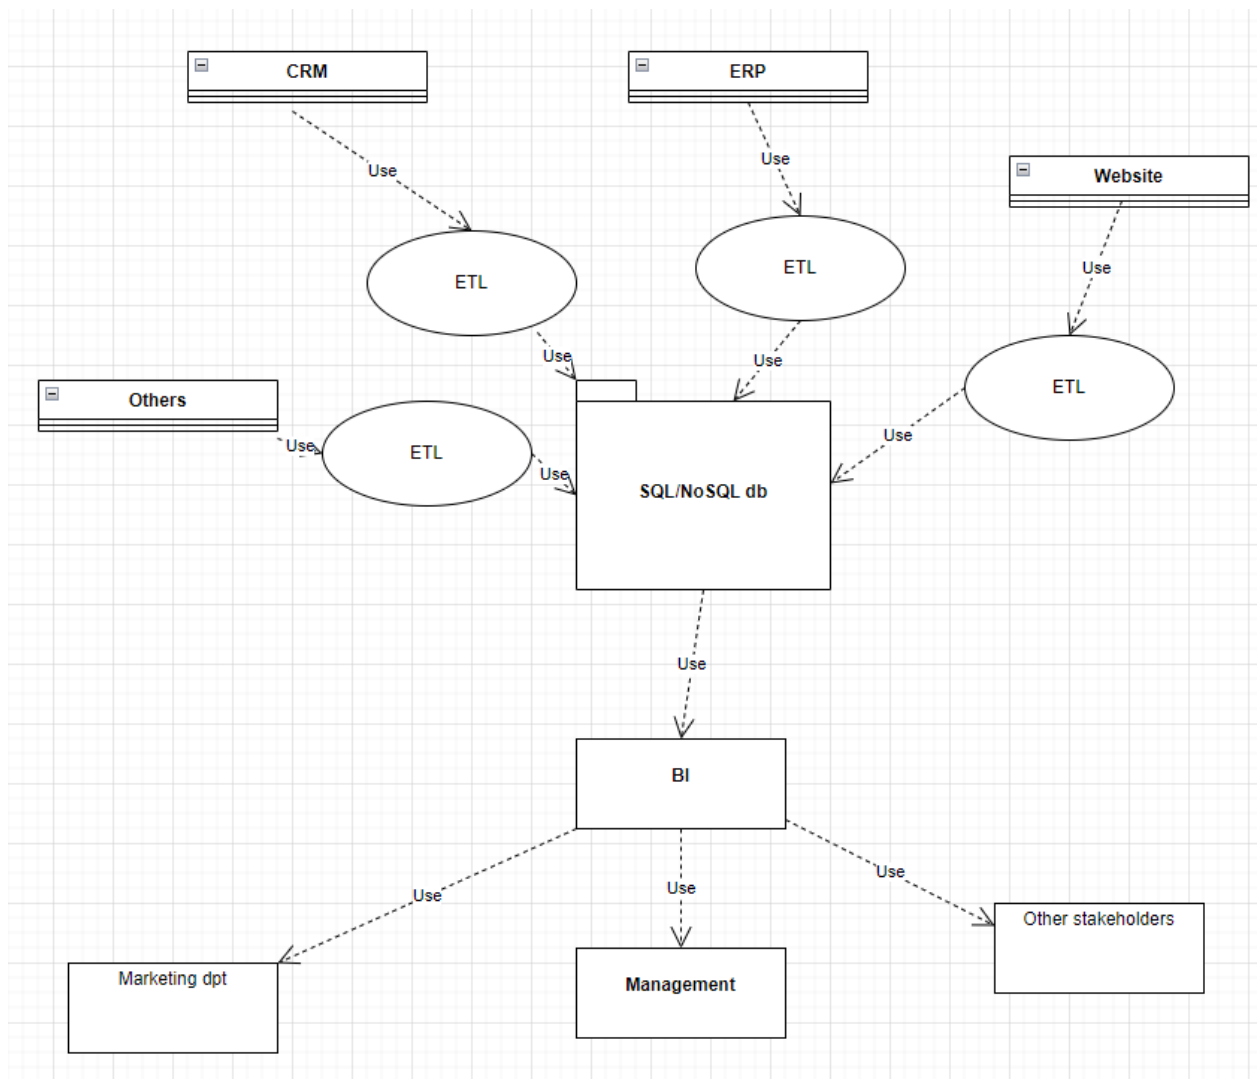 CRM
ERP
Use
Use
Website
ETL
ETL
Use
Use
Use
ETL
Others
Use
Use
ETL
Use
SQL/NoSQL db
Use
BI
Use
Use
Use
Other stakeholders
Marketing dpt
Management